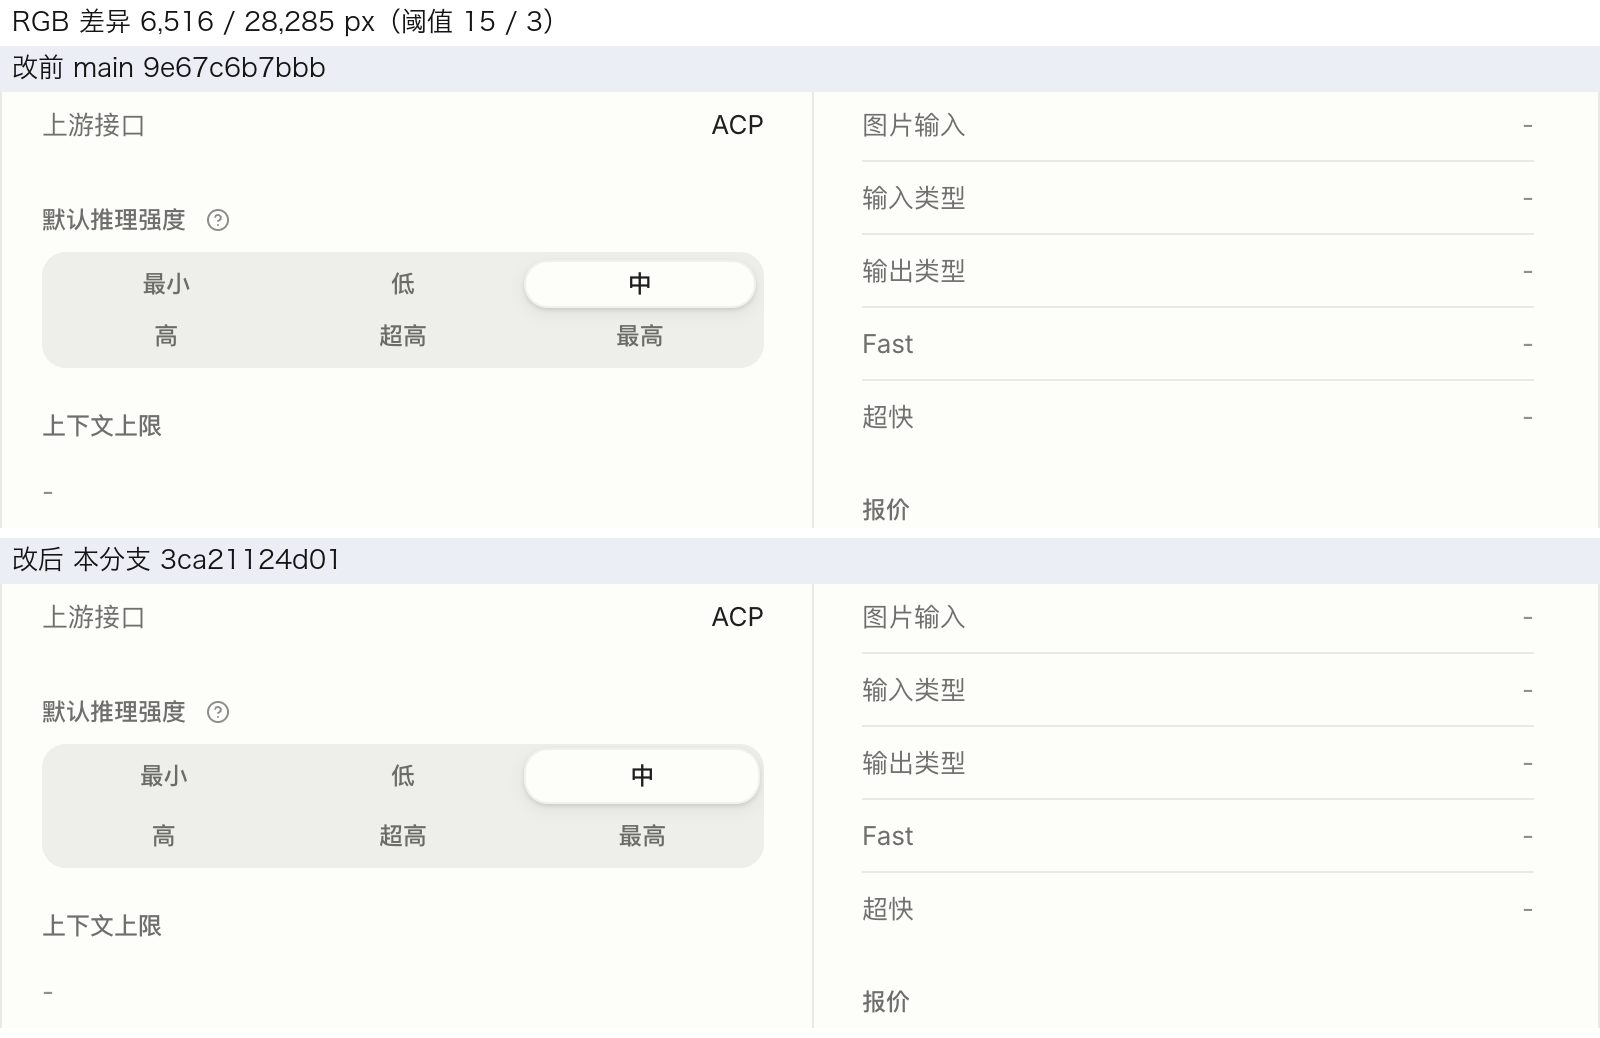 RGB 差异 6,516 / 28,285 px（阈值 15 / 3）
改前 main 9e67c6b7bbb
上游接口 ACP
默认推理强度 ?
最小 低 中
高 超高 最高
上下文上限
-
图片输入 -
输入类型 -
输出类型 -
Fast -
超快 -
报价
改后 本分支 3ca21124d01
上游接口 ACP
默认推理强度 ?
最小 低 中
高 超高 最高
上下文上限
-
图片输入 -
输入类型 -
输出类型 -
Fast -
超快 -
报价